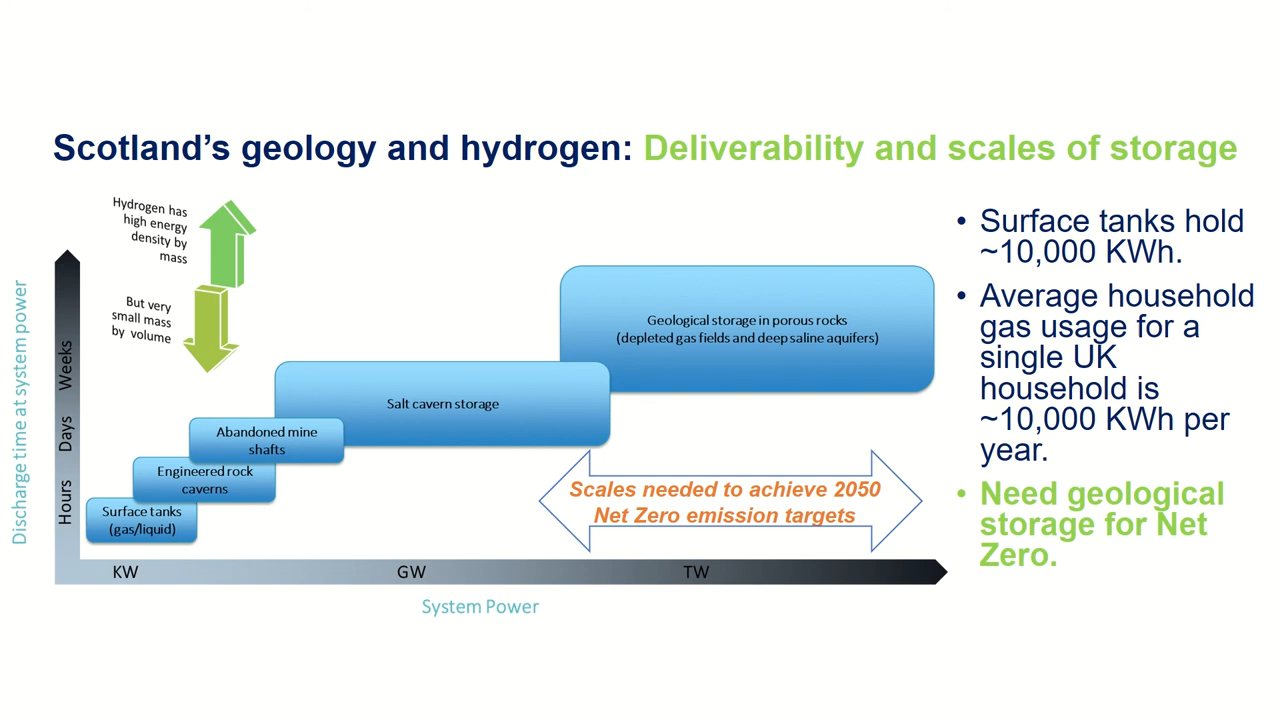 Scotland’s geology and hydrogen: Deliverability and scales of storage
Hydrogen has
high energy
density by
mass
But very
small mass
by volume
Discharge time at system power
Weeks
Days
Hours
Geological storage in porous rocks
(depleted gas fields and deep saline aquifers)
Salt cavern storage
Abandoned mine
shafts
Engineered rock
caverns
Surface tanks
(gas/liquid)
Scales needed to achieve 2050
Net Zero emission targets
KW
GW
TW
System Power
• Surface tanks hold
~10,000 KWh.
• Average household
gas usage for a
single UK
household is
~10,000 KWh per
year.
• Need geological
storage for Net
Zero.